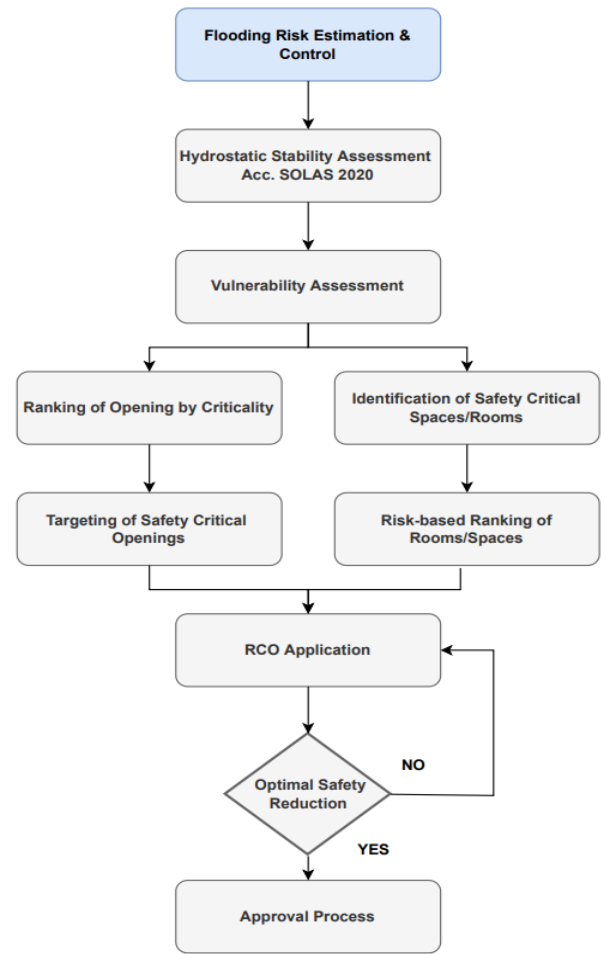 Flooding Risk Estimation &
Control
Hydrostatic Stability Assessment
Acc. SOLAS 2020
Vulnerability Assessment
Ranking of Opening by Criticality
Identification of Safety Critical
Spaces/Rooms
Targeting of Safety Critical
Openings
Risk-based Ranking of
Rooms/Spaces
RCO Application
Optimal Safety
Reduction
NO
YES
Approval Process